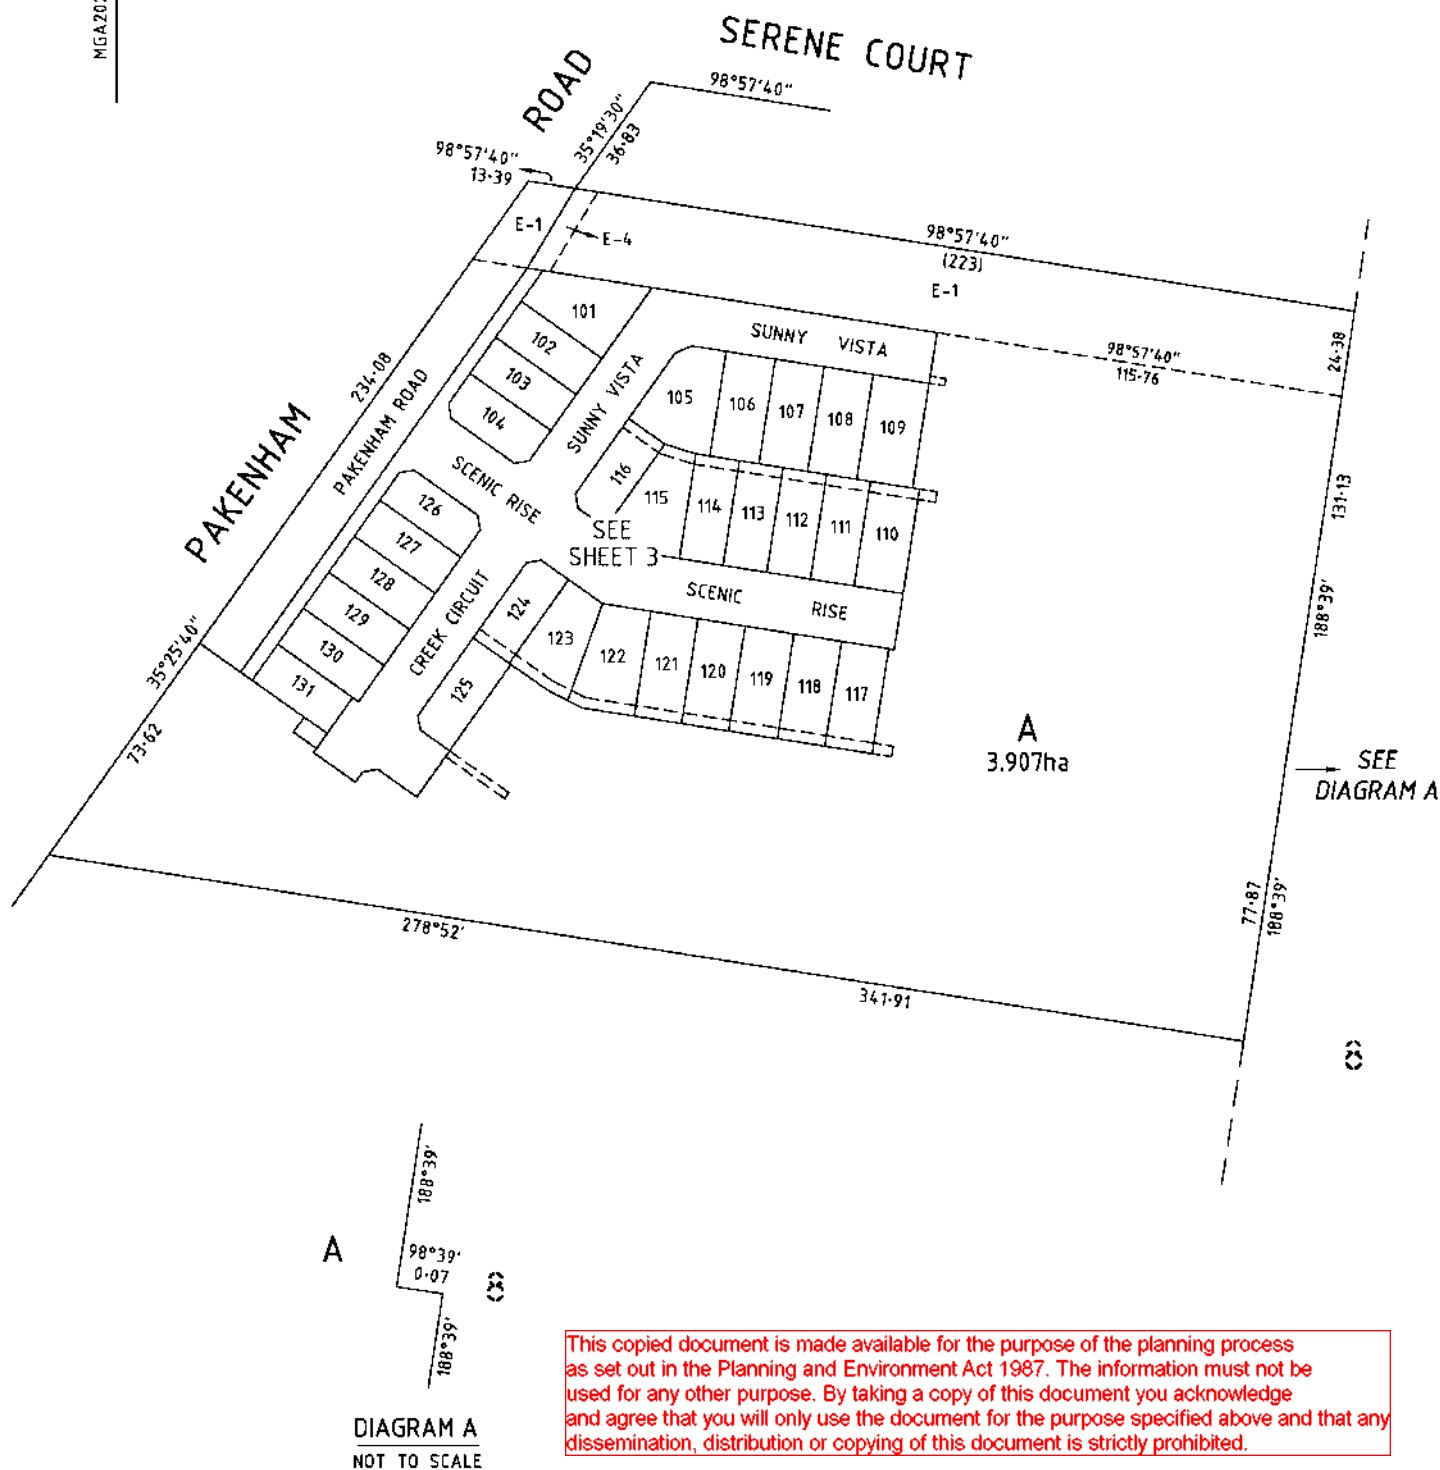 MGA202
SERENE COURT
ROAD
98°57'40"
35°19'30"
36·83
98°57'40"
13·39
E-1
E-4
98°57'40"
(223)
E-1
101
102
103
104
SUNNY VISTA
SUNNY VISTA
98°57'40"
115·76
24·38
234·08
PAKENHAM ROAD
PAKENHAM
105
106
107
108
109
116
115
114
113
112
111
110
131·13
188°39'
SCENIC RISE
SEE
SHEET 3
SCENIC RISE
126
127
128
129
130
131
CREEK CIRCUIT
124
125
123
122
121
120
119
118
117
35°25'40"
73·62
A
3.907ha
SEE
DIAGRAM A
77·87
188°39'
278°52'
341·91
8
188°39'
A
98°39'
0·07
8
188°39'
DIAGRAM A
NOT TO SCALE
This copied document is made available for the purpose of the planning process
as set out in the Planning and Environment Act 1987. The information must not be
used for any other purpose. By taking a copy of this document you acknowledge
and agree that you will only use the document for the purpose specified above and that any
dissemination, distribution or copying of this document is strictly prohibited.